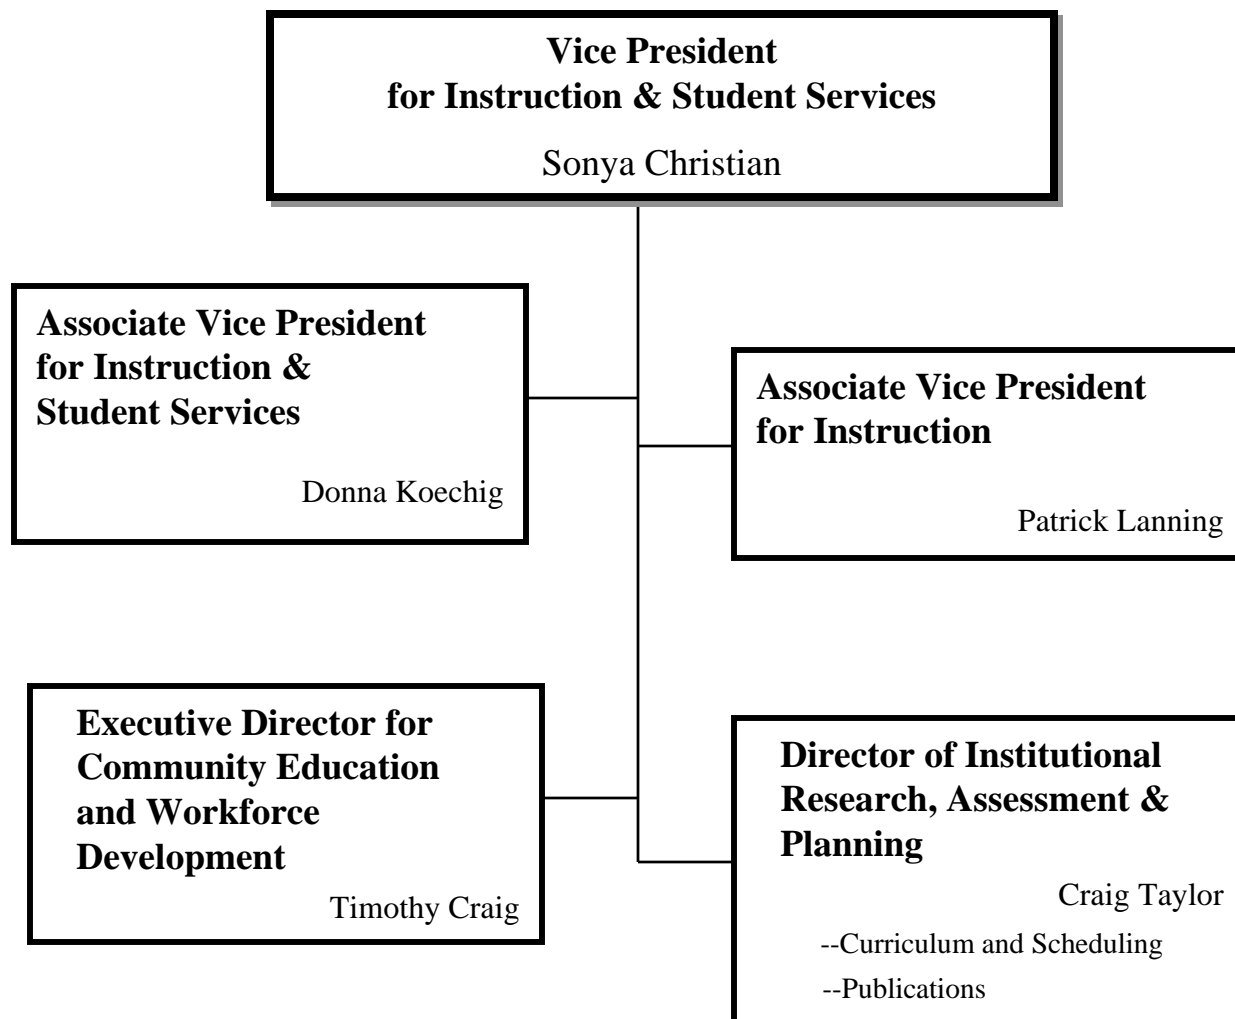 Vice President
for Instruction & Student Services
Sonya Christian
Associate Vice President
for Instruction &
Student Services
Donna Koechig
Associate Vice President
for Instruction
Patrick Lanning
Executive Director for
Community Education
and Workforce
Development
Timothy Craig
Director of Institutional
Research, Assessment &
Planning
Craig Taylor
--Curriculum and Scheduling
--Publications